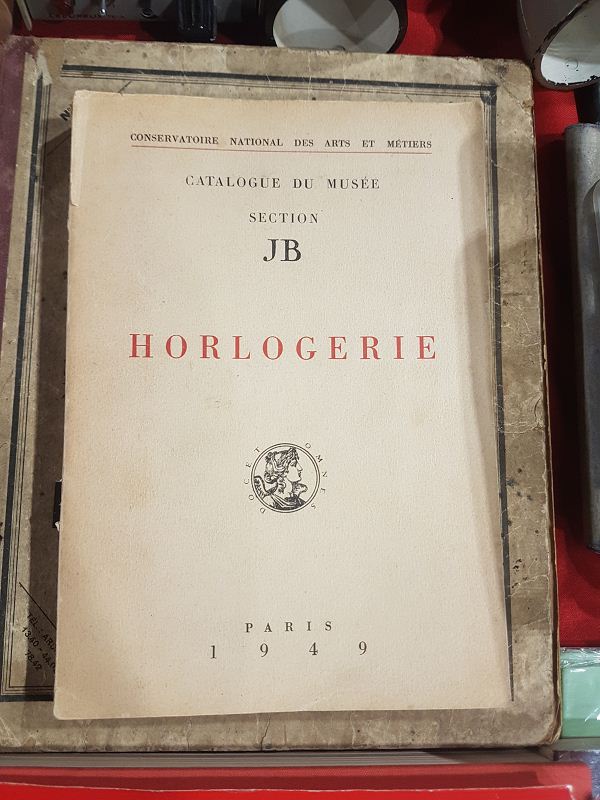 CONSERVATOIRE NATIONAL DES ARTS ET MÉTIERS
CATALOGUE DU MUSÉE
SECTION
JB
HORLOGERIE
DOCET OMNES
PARIS
1949